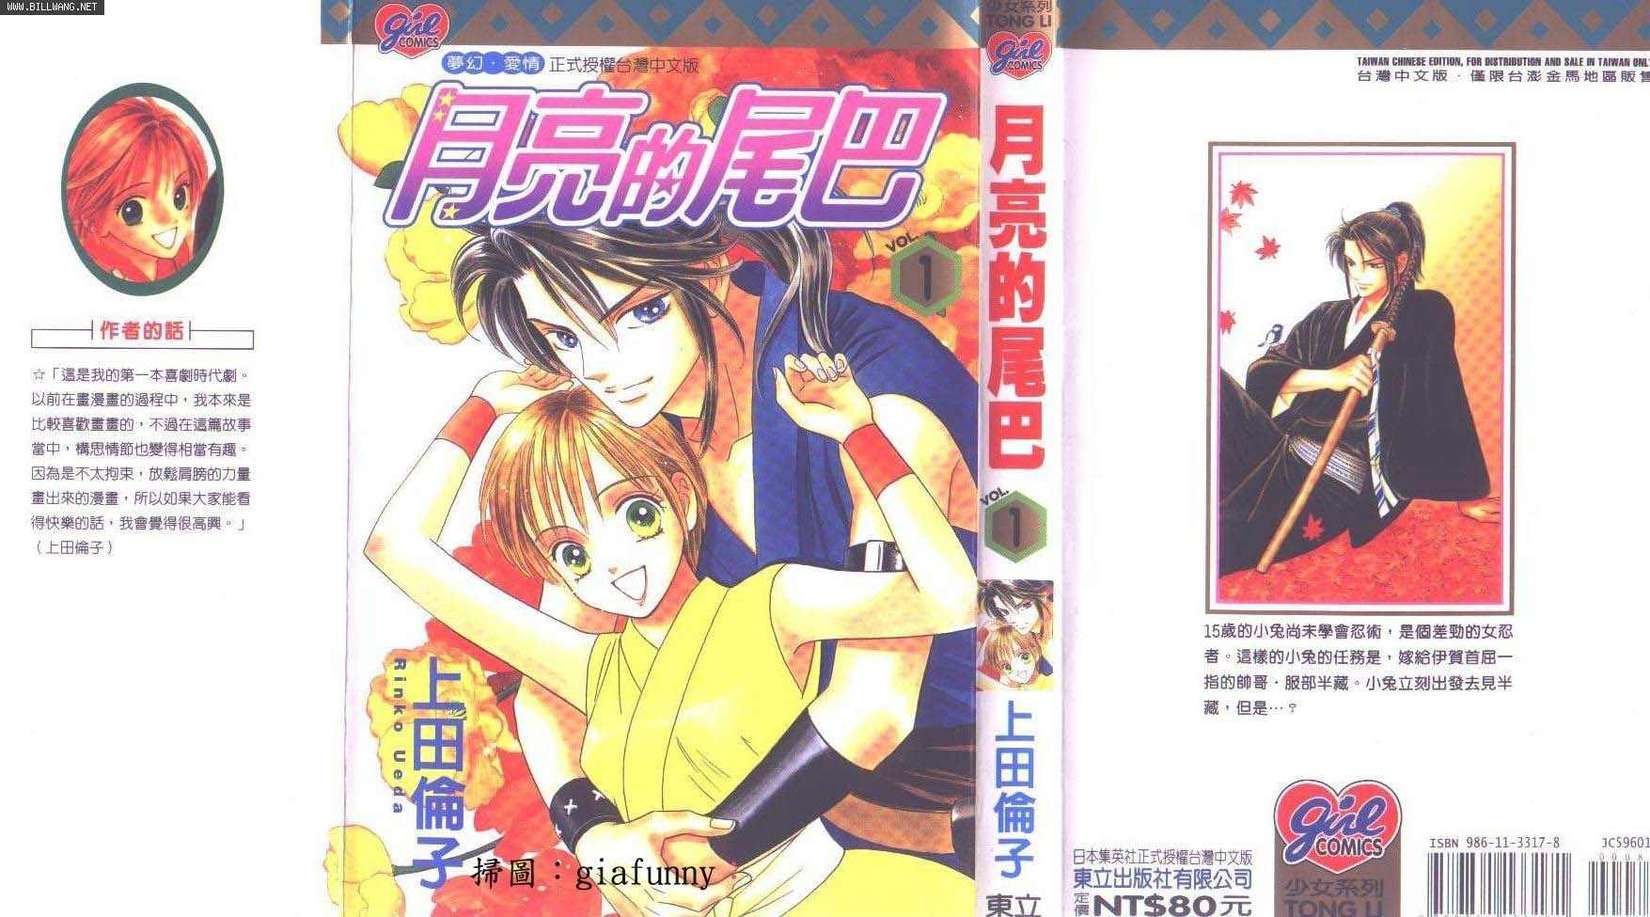 WWW.BILLWANG.NET
作者的話
☆「這是我的第一本喜劇時代劇。
以前在畫漫畫的過程中，我本來是
比較喜歡畫畫的，不過在這篇故事
當中，構思情節也變得相當有趣。
因為是不太拘束，放鬆肩膀的力量
畫出來的漫畫，所以如果大家能看
得快樂的話，我會覺得很高興。」
（上田倫子）
girl
COMICS
夢幻・愛情 正式授權台灣中文版
月亮的尾巴
VOL.
1
上田倫子
Rinko Ueda
掃圖：giafunny
少女系列
TONG LI
girl
COMICS
月亮的尾巴
VOL.
1
上田倫子
東立
TAIWAN CHINESE EDITION, FOR DISTRIBUTION AND SALE IN TAIWAN ONL
台灣中文版・僅限台澎金馬地區販售
15歲的小兔尚未學會忍術，是個差勁的女忍
者。這樣的小兔的任務是，嫁給伊賀首屈一
指的帥哥・服部半藏。小兔立刻出發去見半
藏，但是…？
日本集英社正式授權台灣中文版
東立出版社有限公司
定價 NT$80元
girl
COMICS
少女系列
TONG LI
ISBN 986-11-3317-8
JC59601
0008